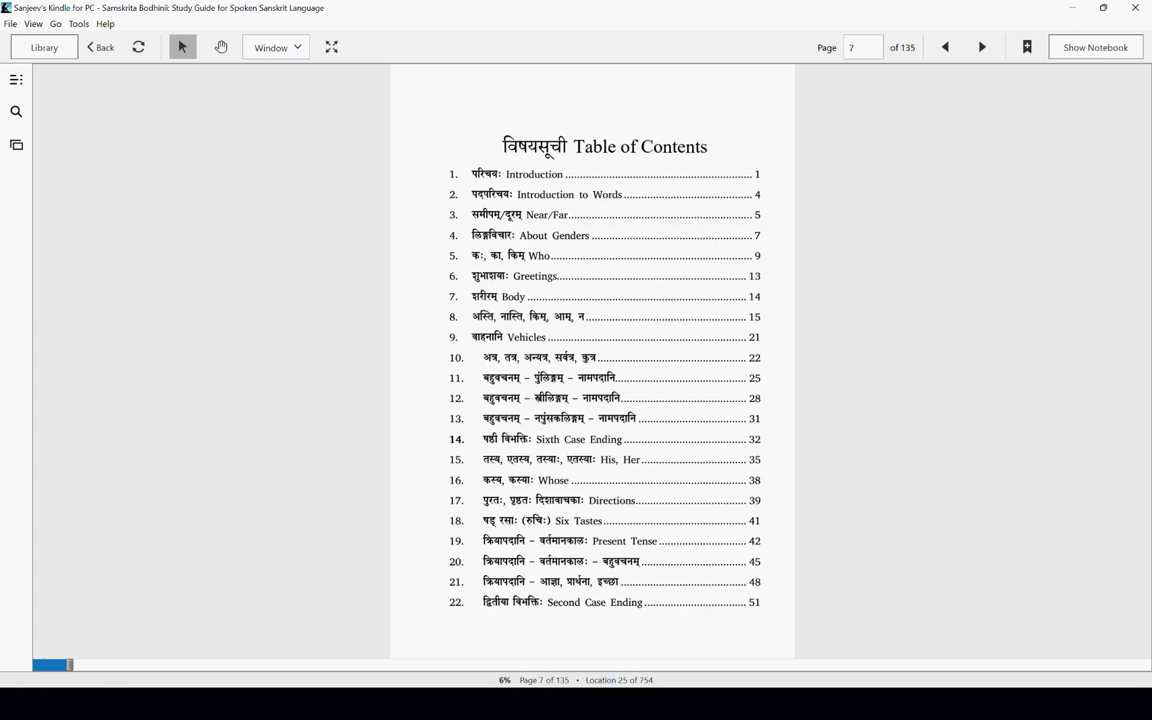 Sanjeev's Kindle for PC - Samskrita Bodhinii: Study Guide for Spoken Sanskrit Language
File View Go Tools Help
Library Back Window Page 7 of 135 Show Notebook
विषयसूची Table of Contents
1. परिचयः Introduction 1
2. पदपरिचयः Introduction to Words 4
3. समीपम्/दूरम् Near/Far 5
4. लिङ्गविचारः About Genders 7
5. कः, का, किम् Who 9
6. शुभाशयाः Greetings 13
7. शरीरम् Body 14
8. अस्ति, नास्ति, किम्, आम्, न 15
9. वाहनानि Vehicles 21
10. अत्र, तत्र, अन्यत्र, सर्वत्र, कुत्र 22
11. बहुवचनम् – पुंलिङ्गम् – नामपदानि 25
12. बहुवचनम् – स्त्रीलिङ्गम् – नामपदानि 28
13. बहुवचनम् – नपुंसकलिङ्गम् – नामपदानि 31
14. षष्ठी विभक्तिः Sixth Case Ending 32
15. तस्य, एतस्य, तस्याः, एतस्याः His, Her 35
16. कस्य, कस्याः Whose 38
17. पुरतः, पृष्ठतः दिशावाचकाः Directions 39
18. षड् रसाः (रुचिः) Six Tastes 41
19. क्रियापदानि – वर्तमानकालः Present Tense 42
20. क्रियापदानि – वर्तमानकालः – बहुवचनम् 45
21. क्रियापदानि – आज्ञा, प्रार्थना, इच्छा 48
22. द्वितीया विभक्तिः Second Case Ending 51
6% Page 7 of 135 • Location 25 of 754